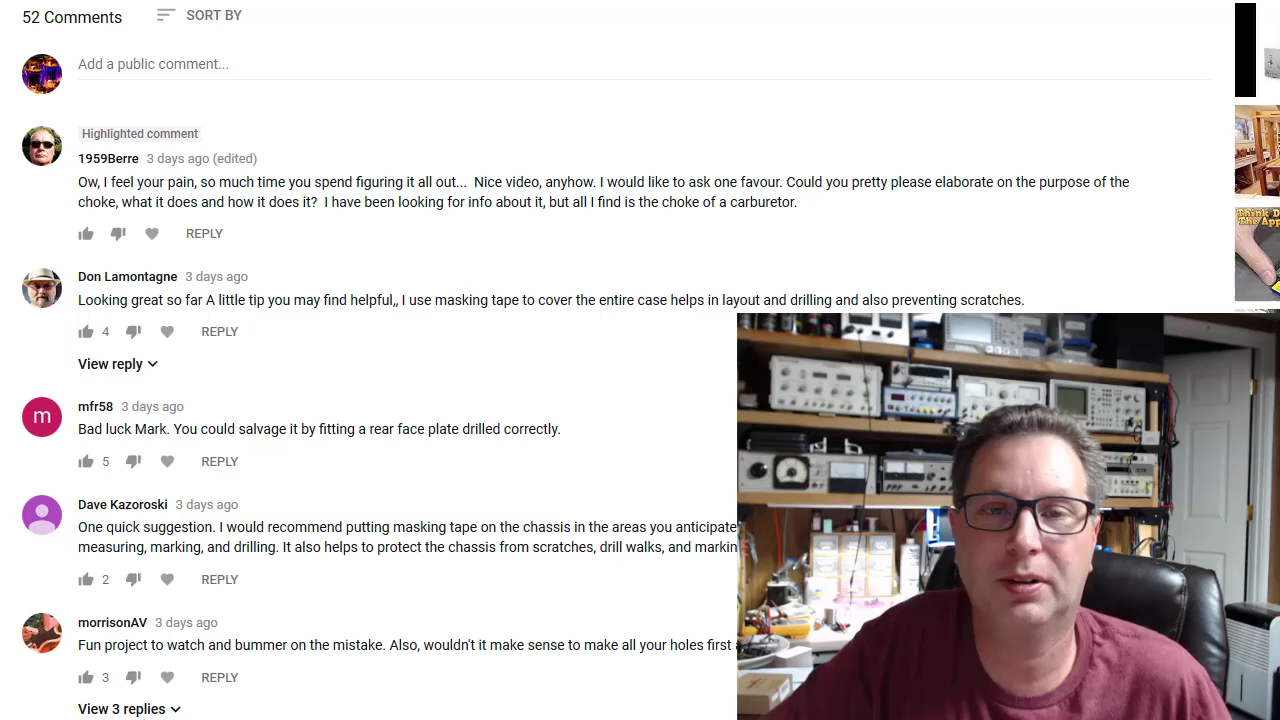 52 Comments
SORT BY
Add a public comment...
Highlighted comment
1959Berre 3 days ago (edited)
Ow, I feel your pain, so much time you spend figuring it all out... Nice video, anyhow. I would like to ask one favour. Could you pretty please elaborate on the purpose of the
choke, what it does and how it does it? I have been looking for info about it, but all I find is the choke of a carburetor.
REPLY
Don Lamontagne 3 days ago
Looking great so far A little tip you may find helpful,, I use masking tape to cover the entire case helps in layout and drilling and also preventing scratches.
4 REPLY
View reply
m
mfr58 3 days ago
Bad luck Mark. You could salvage it by fitting a rear face plate drilled correctly.
5 REPLY
Dave Kazoroski 3 days ago
One quick suggestion. I would recommend putting masking tape on the chassis in the areas you anticipate
measuring, marking, and drilling. It also helps to protect the chassis from scratches, drill walks, and markin
2 REPLY
morrisonAV 3 days ago
Fun project to watch and bummer on the mistake. Also, wouldn't it make sense to make all your holes first
3 REPLY
View 3 replies
Think D
The App